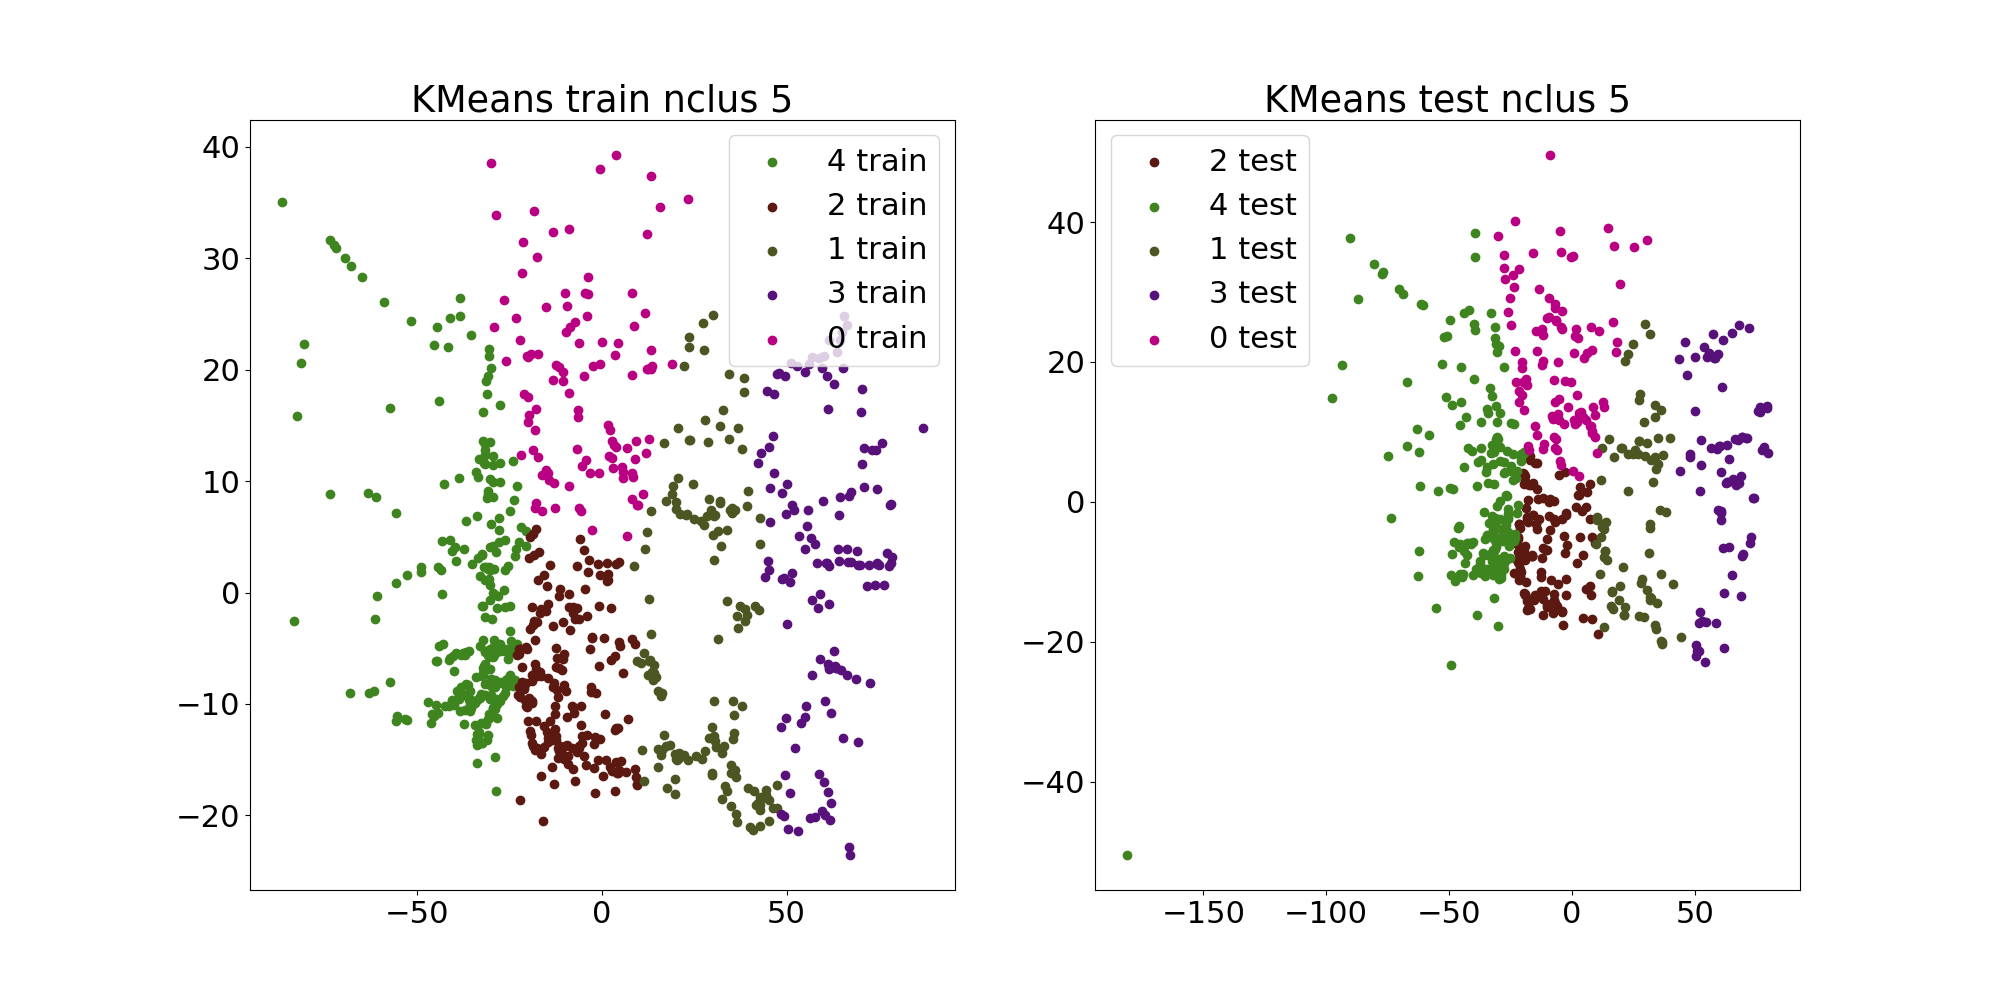 KMeans train nclus 5
40
30
20
10
0
−10
−20
−50
0
50
4 train
2 train
1 train
3 train
0 train
KMeans test nclus 5
40
20
0
−20
−40
−150
−100
−50
0
50
2 test
4 test
1 test
3 test
0 test